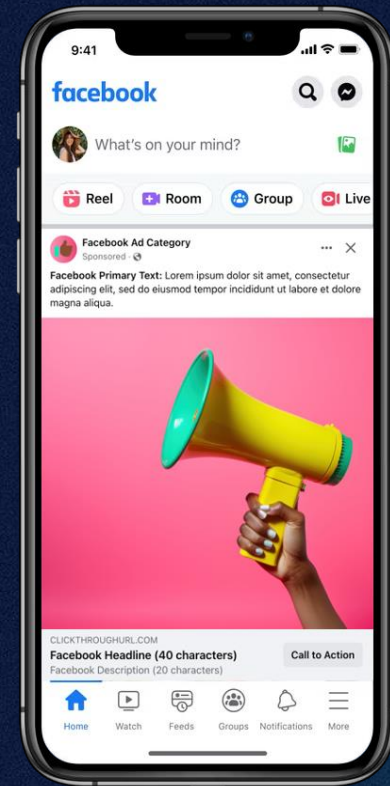 9:41
facebook
What's on your mind?
Reel Room Group Live
Facebook Ad Category
Sponsored ·
Facebook Primary Text: Lorem ipsum dolor sit amet, consectetur
adipiscing elit, sed do eiusmod tempor incididunt ut labore et dolore
magna aliqua.
CLICKTHROUGHURL.COM
Facebook Headline (40 characters)
Call to Action
Facebook Description (20 characters)
Home Watch Feeds Groups Notifications More